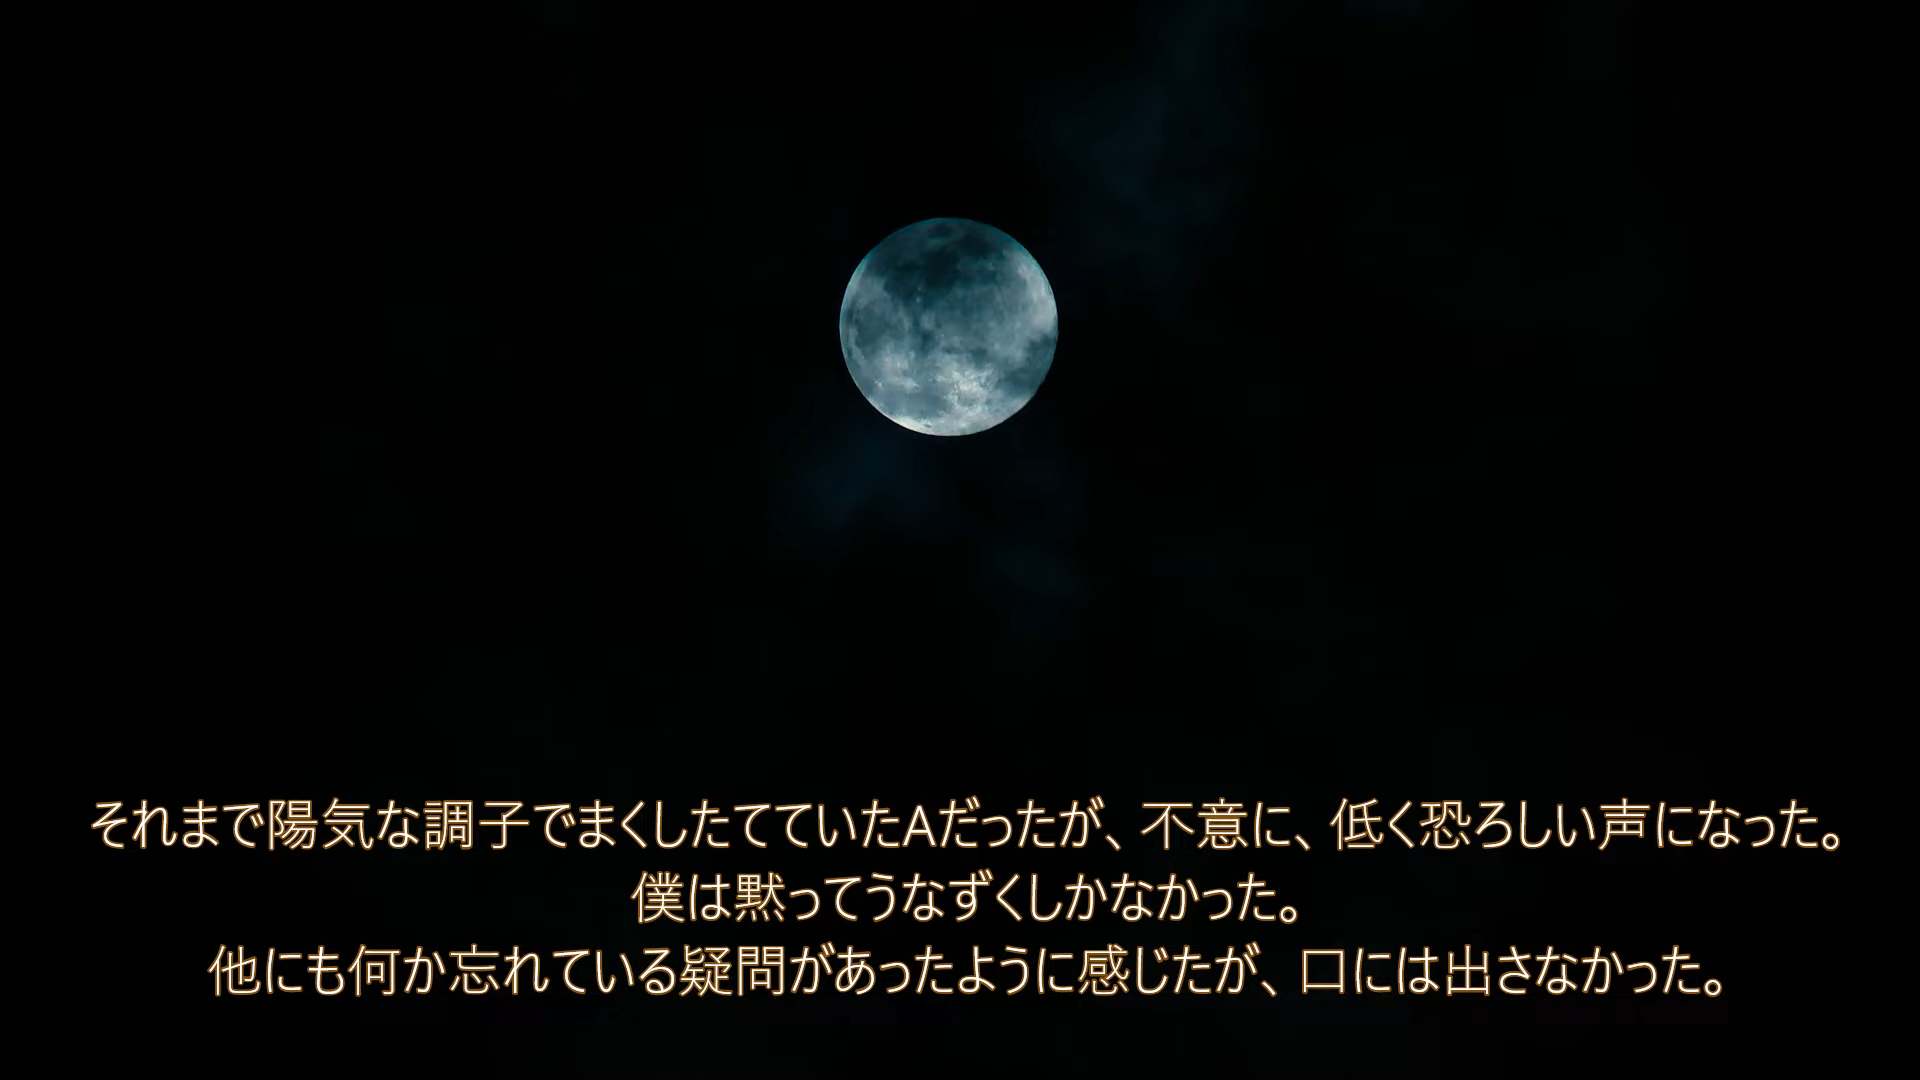 それまで陽気な調子でまくしたてていたAだったが、不意に、低く恐ろしい声になった。
僕は黙ってうなずくしかなかった。
他にも何か忘れている疑問があったように感じたが、口には出さなかった。